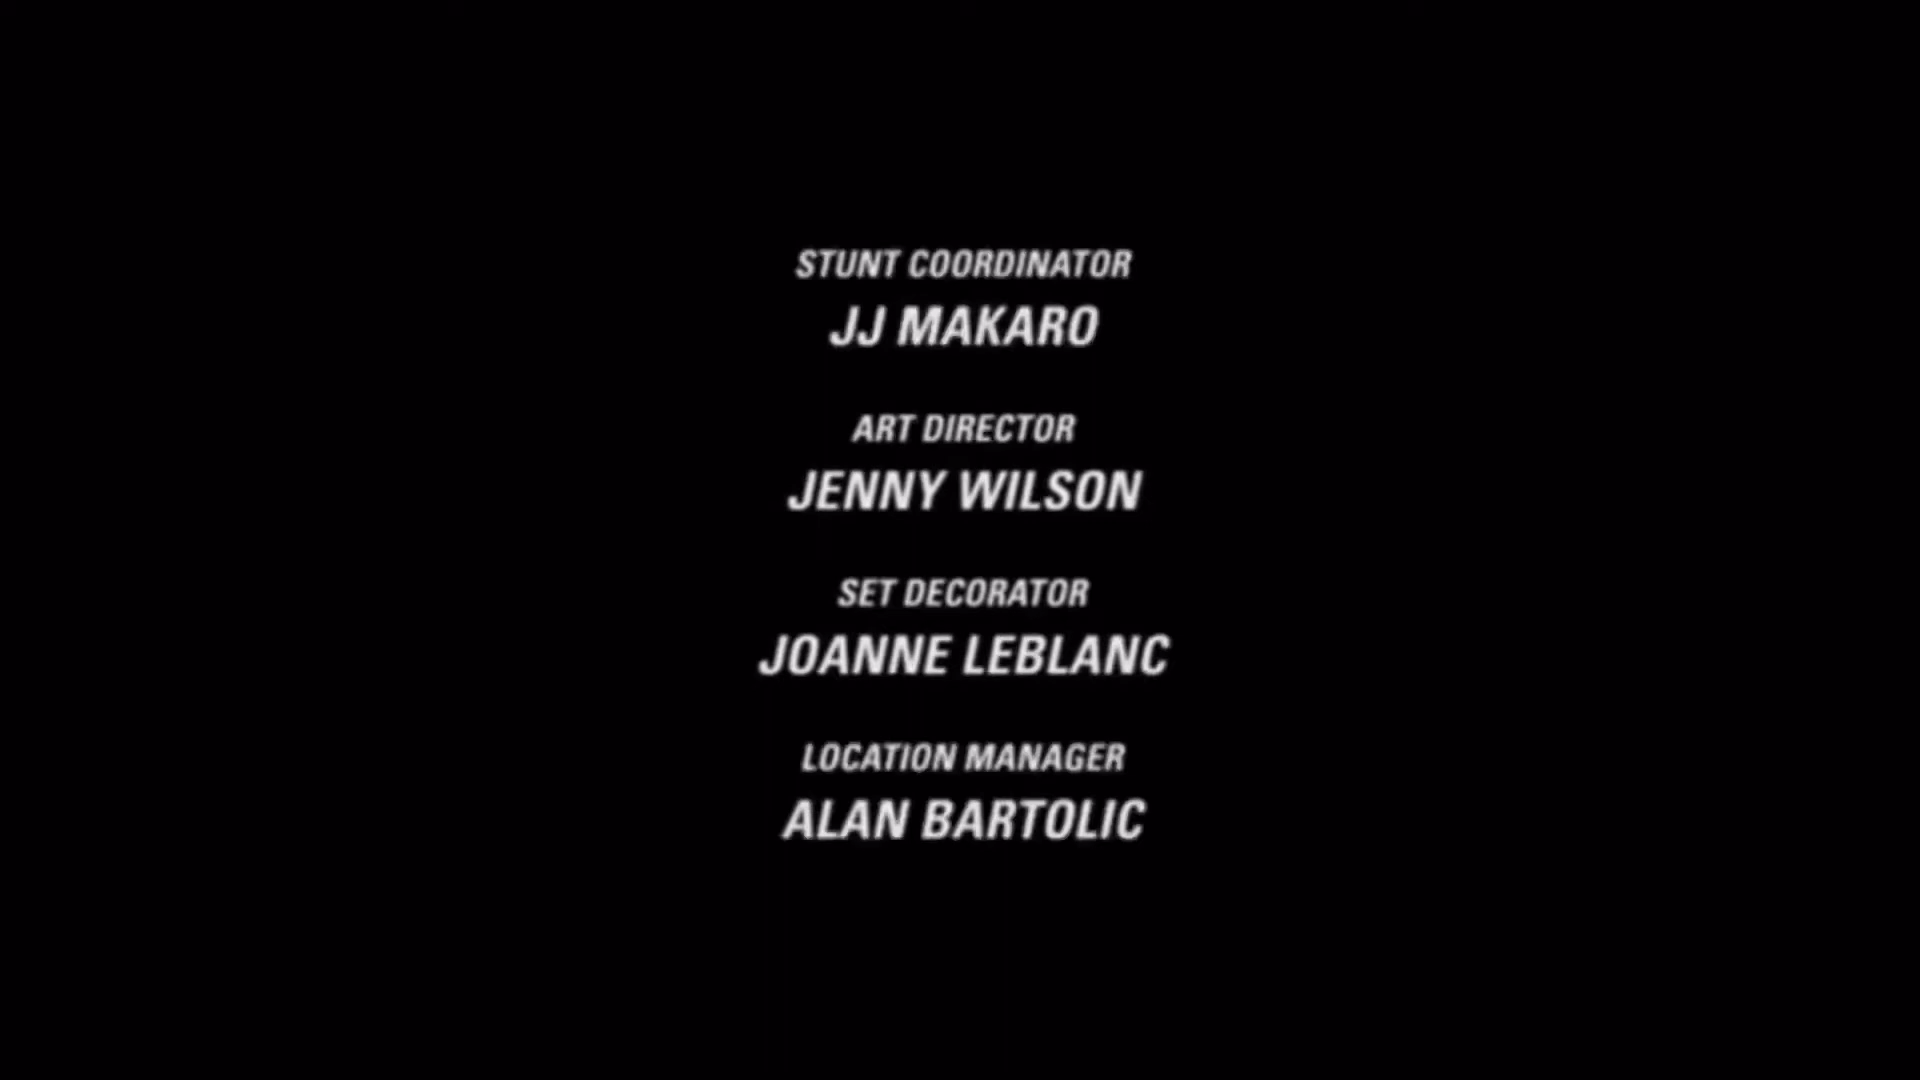 STUNT COORDINATOR
JJ MAKARO
ART DIRECTOR
JENNY WILSON
SET DECORATOR
JOANNE LEBLANC
LOCATION MANAGER
ALAN BARTOLIC